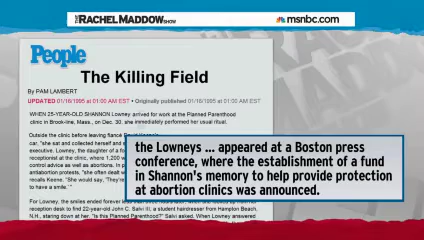 THE RACHEL MADDOW SHOW
msnbc.com
People
The Killing Field
By PAM LAMBERT
UPDATED 01/16/1995 at 01:00 AM EST • Originally published 01/16/1995 at 01:00 AM EST
WHEN 25-YEAR-OLD SHANNON Lowney arrived for work at the Planned Parenthood
clinic in Brookline, Mass., on Dec. 30, she immediately performed her usual ritual.
Outside the clinic before leaving fiancé David
car, "she sat and collected herself and s
executive. Lowney, the daughter of a fo
receptionist at the clinic, where 1,200 w
control advice as well as abortions. In p
antiabortion protests, "she often dealt w
recalls Keene. "She would say, 'They're
to have a smile.'"
For Lowney, the smiles ended forever
reception desk to find 22-year-old John C. Salvi III, a student hairdresser from Hampton Beach,
N.H., staring down at her. "Is this Planned Parenthood?" Salvi asked. When Lowney answered
the Lowneys ... appeared at a Boston press
conference, where the establishment of a fund
in Shannon's memory to help provide protection
at abortion clinics was announced.